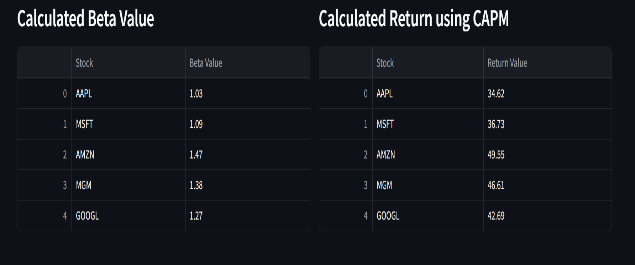 Calculated Beta Value
Stock Beta Value
0 AAPL 1.03
1 MSFT 1.09
2 AMZN 1.47
3 MGM 1.38
4 GOOGL 1.27
Calculated Return using CAPM
Stock Return Value
0 AAPL 34.62
1 MSFT 36.73
2 AMZN 49.55
3 MGM 46.61
4 GOOGL 42.69